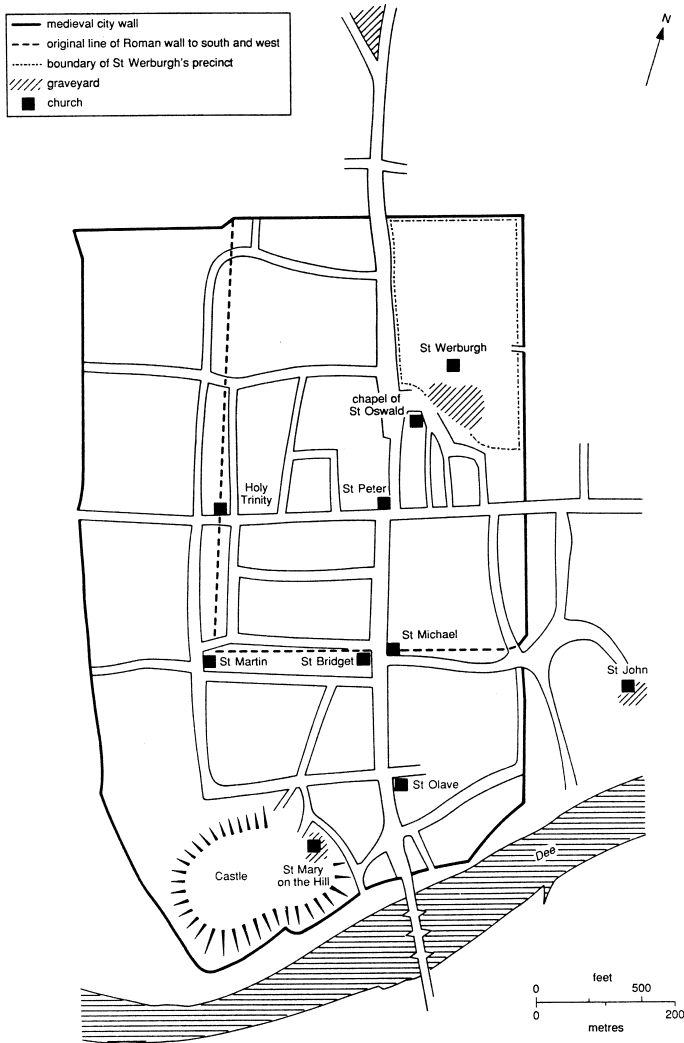 medieval city wall
original line of Roman wall to south and west
boundary of St Werburgh's precinct
graveyard
church
N
St Werburgh
chapel of
St Oswald
Holy
Trinity
St Peter
St Michael
St Martin
St Bridget
St John
St Olave
Castle
St Mary
on the Hill
Dee
feet
0 500
0 200
metres